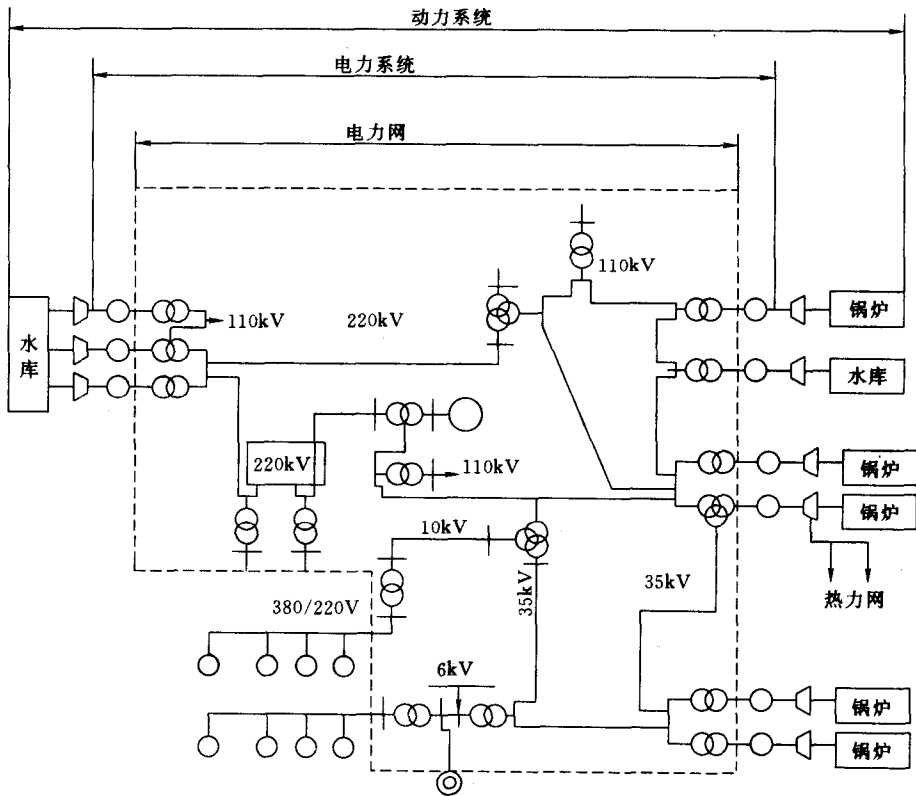 动力系统
电力系统
电力网
110kV
水库
110kV
220kV
锅炉
水库
220kV
110kV
锅炉
锅炉
10kV
35kV
35kV
热力网
380/220V
6kV
锅炉
锅炉